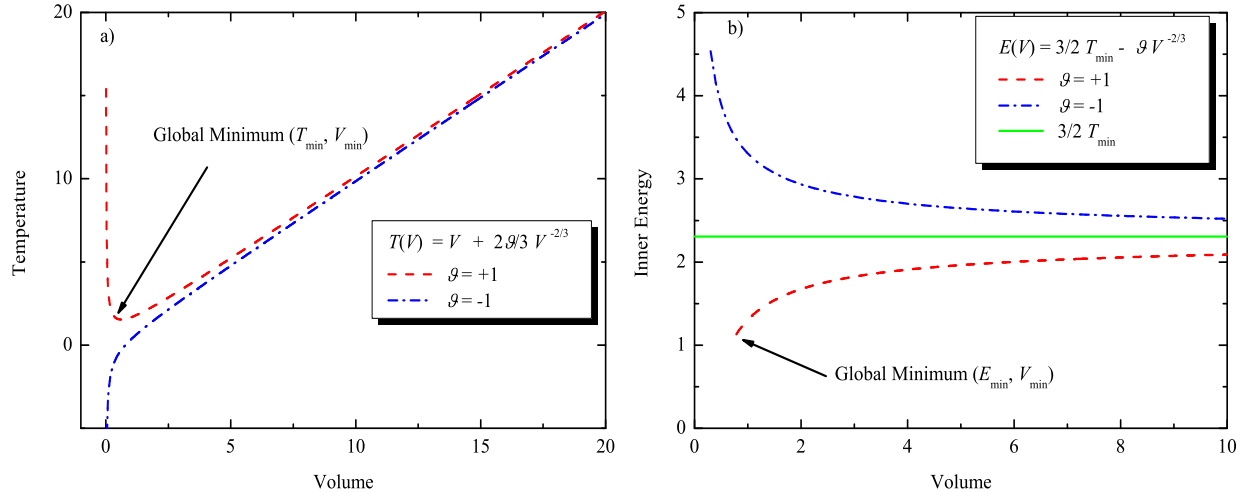 a)
20
10
0
Temperature
Global Minimum (T_min, V_min)
T(V) = V + 2ϑ/3 V^-2/3
ϑ = +1
ϑ = -1
0
5
10
15
20
Volume
b)
5
4
3
2
1
0
Inner Energy
E(V) = 3/2 T_min - ϑ V^-2/3
ϑ = +1
ϑ = -1
3/2 T_min
Global Minimum (E_min, V_min)
0
2
4
6
8
10
Volume